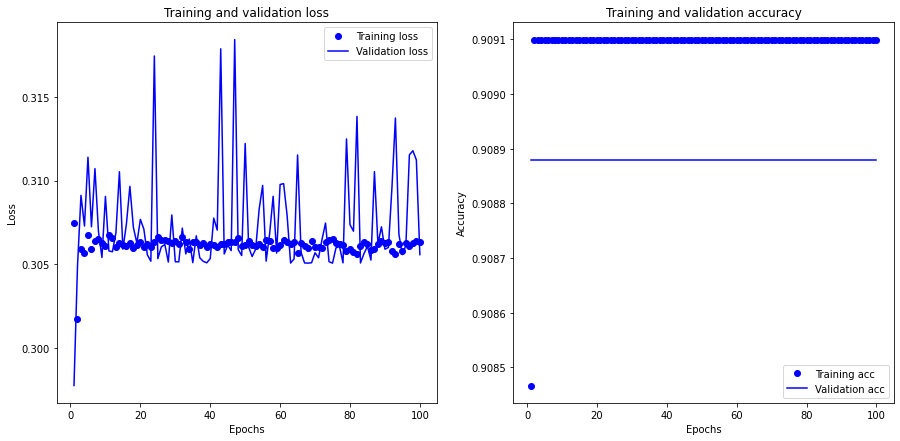 Training and validation loss
Training loss
Validation loss
0.315
0.310
0.305
0.300
Loss
0
20
40
60
80
100
Epochs
Training and validation accuracy
0.9091
0.9090
0.9089
0.9088
0.9087
0.9086
0.9085
Accuracy
Training acc
Validation acc
0
20
40
60
80
100
Epochs